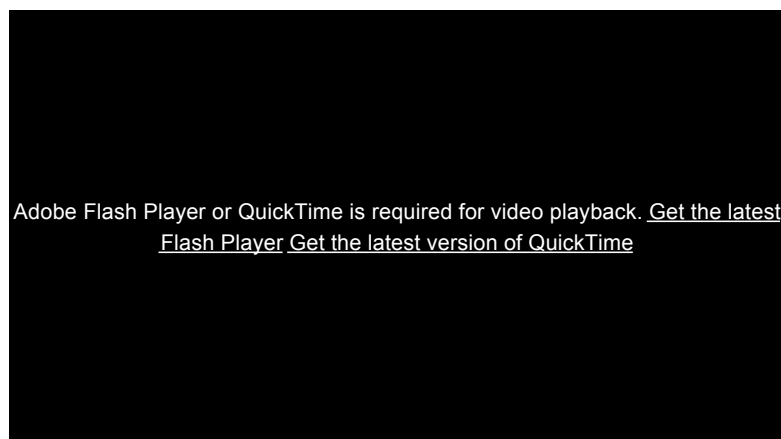 Adobe Flash Player or QuickTime is required for video playback. Get the latest
Flash Player Get the latest version of QuickTime